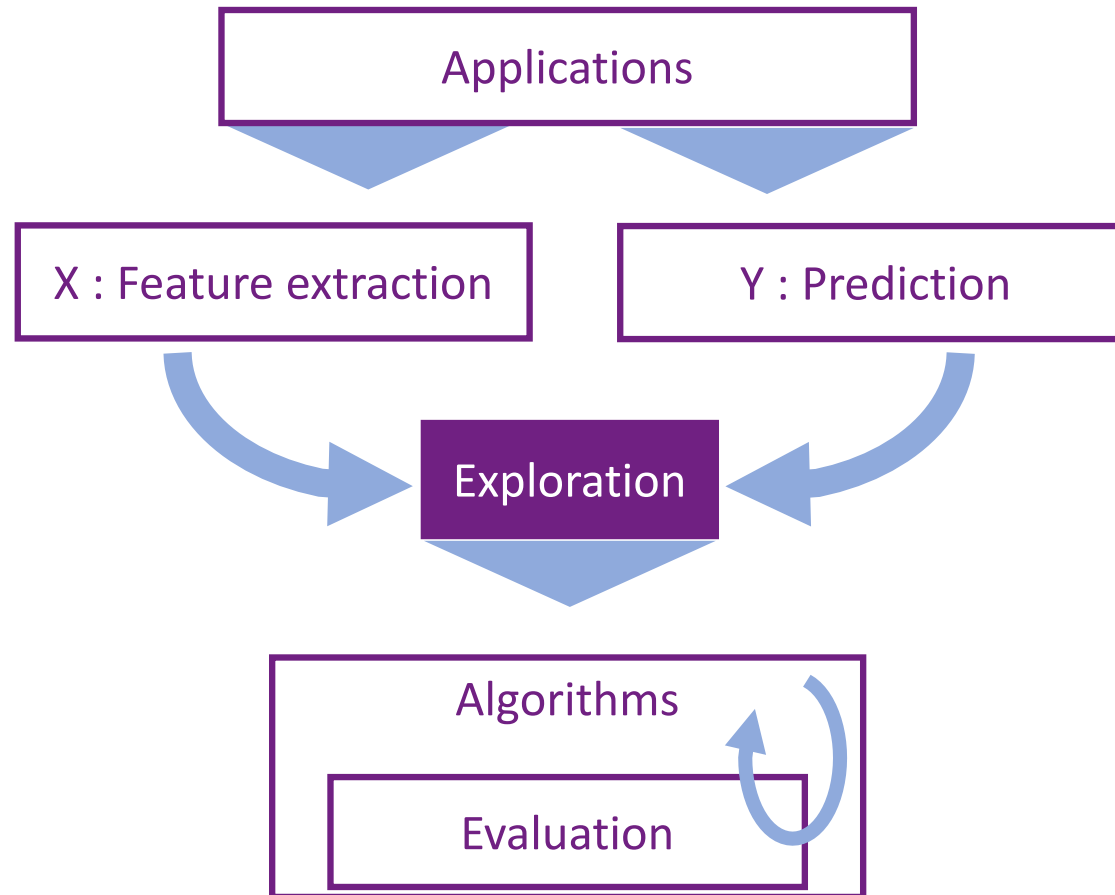 Applications
X : Feature extraction
Y : Prediction
Exploration
Algorithms
Evaluation